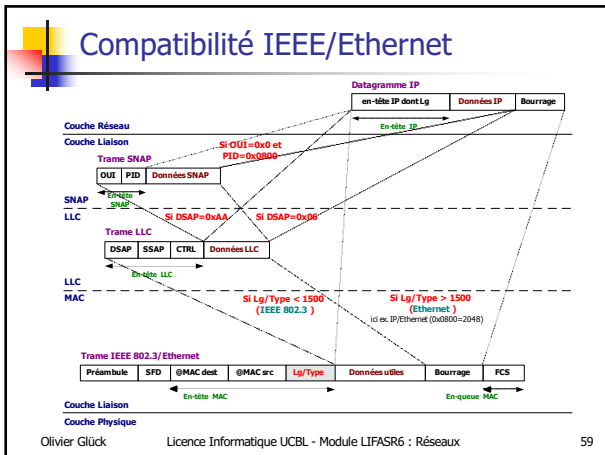 Compatibilité IEEE/Ethernet
Datagramme IP
en-tête IP dont Lg Données IP Bourrage
En-tête IP
Couche Réseau
Couche Liaison
Si OUI=0x0 et
PID=0x0800
Trame SNAP
OUI PID Données SNAP
En-tête
SNAP
SNAP
LLC
Si DSAP=0xAA Si DSAP=0x06
Trame LLC
DSAP SSAP CTRL Données LLC
En-tête LLC
LLC
MAC
Si Lg/Type < 1500
(IEEE 802.3 )
Si Lg/Type > 1500
(Ethernet )
ici ex. IP/Ethernet (0x0800=2048)
Trame IEEE 802.3/Ethernet
Préambule SFD @MAC dest @MAC src Lg/Type Données utiles Bourrage FCS
En-tête MAC En-queue MAC
Couche Liaison
Couche Physique
Olivier Glück Licence Informatique UCBL - Module LIFASR6 : Réseaux 59